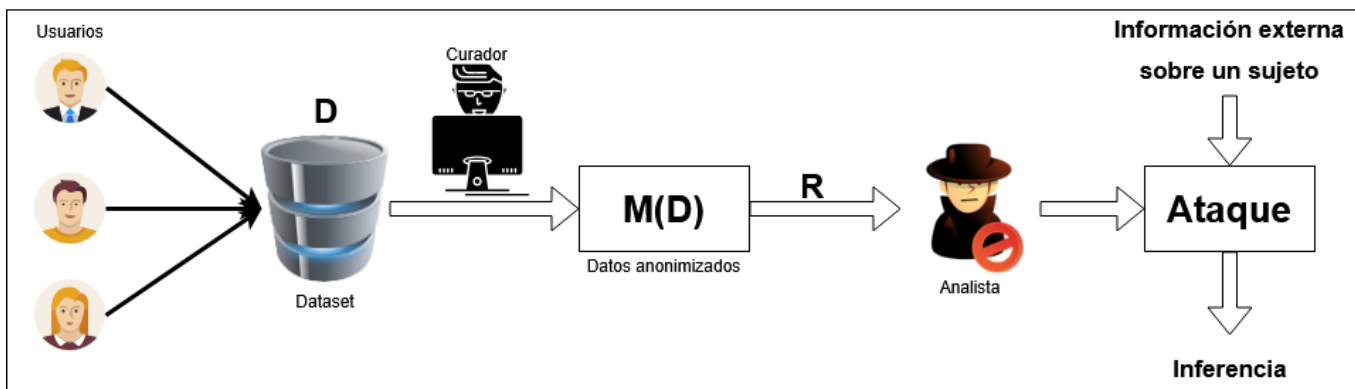 Usuarios
D
Dataset
Curador
M(D)
Datos anonimizados
R
Analista
Información externa
sobre un sujeto
Ataque
Inferencia